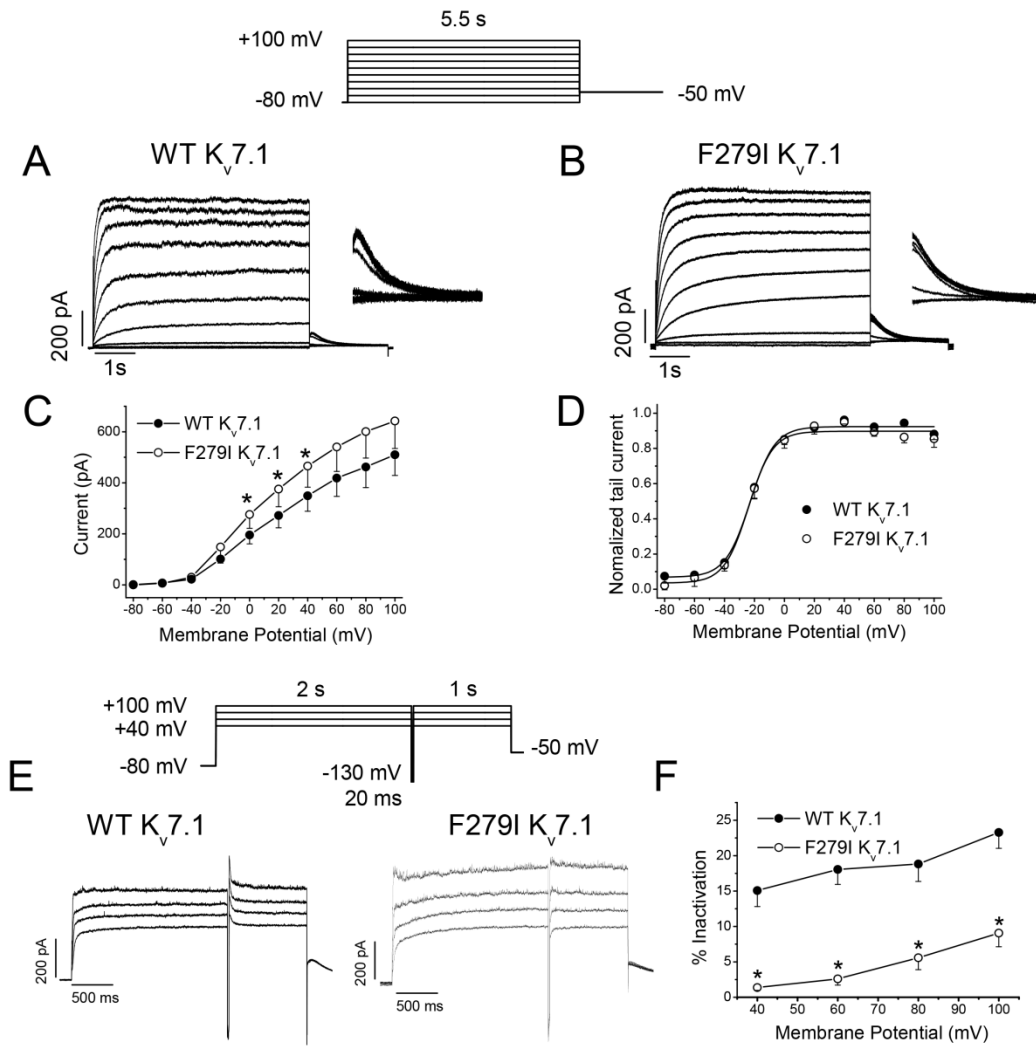 5.5 s
+100 mV
-80 mV
-50 mV
A
WT Kv7.1
200 pA
1s
B
F279I Kv7.1
200 pA
1s
C
WT Kv7.1
F279I Kv7.1
* * *
600
400
200
0
Current (pA)
-80 -60 -40 -20 0 20 40 60 80 100
Membrane Potential (mV)
D
0.8
0.6
0.4
0.2
0.0
Nomalized tail current
WT Kv7.1
F279I Kv7.1
-80 -60 -40 -20 0 20 40 60 80 100
Membrane Potential (mV)
2 s
1 s
+100 mV
+40 mV
-80 mV
-50 mV
-130 mV
20 ms
E
WT Kv7.1
200 pA
500 ms
F279I Kv7.1
200 pA
500 ms
F
WT Kv7.1
F279I Kv7.1
25
20
15
10
5
0
% Inactivation
* * * *
40 50 60 70 80 90 100
Membrane Potential (mV)